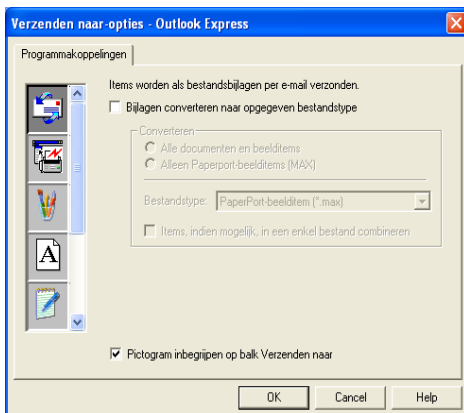 Verzenden naar-opties - Outlook Express
Programmakoppelingen
Items worden als bestandsbijlagen per e-mail verzonden.
Bijlagen converteren naar opgegeven bestandstype
Converteren
Alle documenten en beelditems
Alleen Paperport-beelditems (MAX)
Bestandstype:  PaperPort-beelditem (*.max)
Items, indien mogelijk, in een enkel bestand combineren
A
Pictogram inbegrijpen op balk Verzenden naar
OK Cancel Help